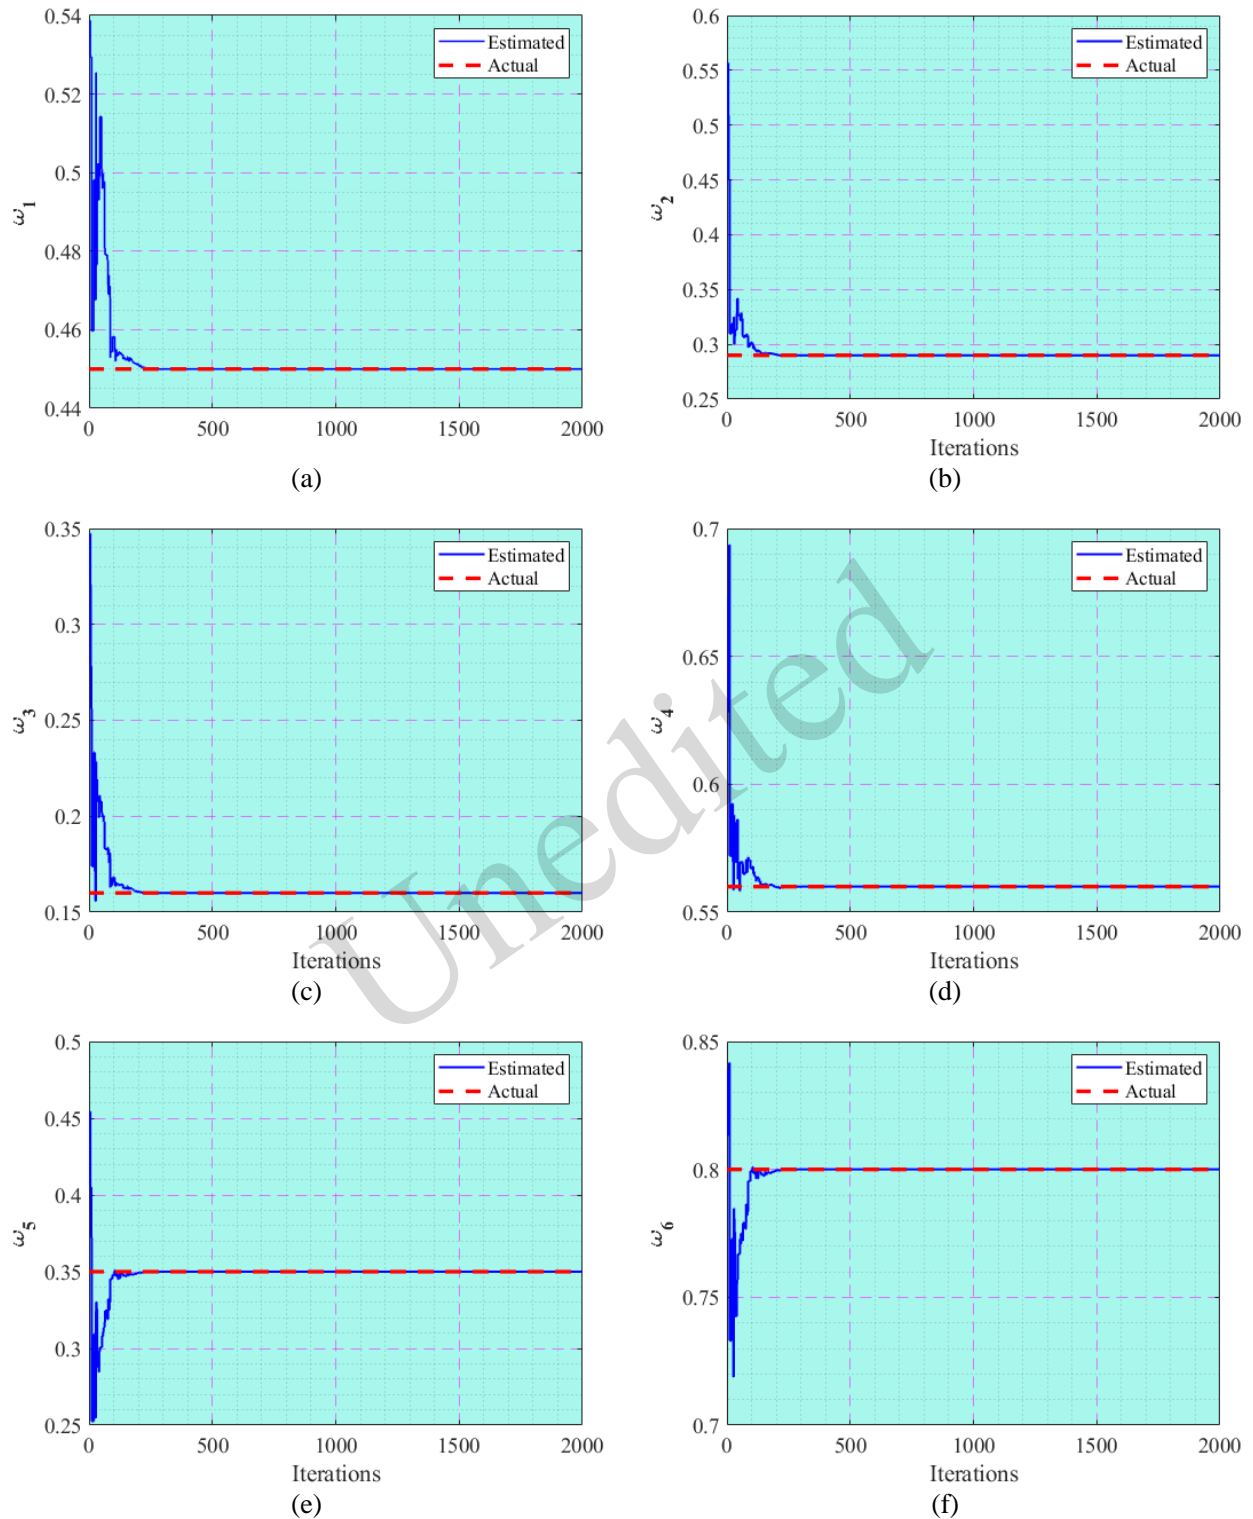 0.54
0.52
0.5
0.48
0.46
0.44
ω1
Estimated
Actual
0 500 1000 1500 2000
(a)
0.6
0.55
0.5
0.45
0.4
0.35
0.3
0.25
ω2
Estimated
Actual
0 500 1000 1500 2000
Iterations
(b)
0.35
0.3
0.25
0.2
0.15
ω3
Estimated
Actual
0 500 1000 1500 2000
Iterations
(c)
0.7
0.65
0.6
0.55
ω4
Estimated
Actual
0 500 1000 1500 2000
Iterations
(d)
Unedited
0.5
0.45
0.4
0.35
0.3
0.25
ω5
Estimated
Actual
0 500 1000 1500 2000
Iterations
(e)
0.85
0.8
0.75
0.7
ω6
Estimated
Actual
0 500 1000 1500 2000
Iterations
(f)